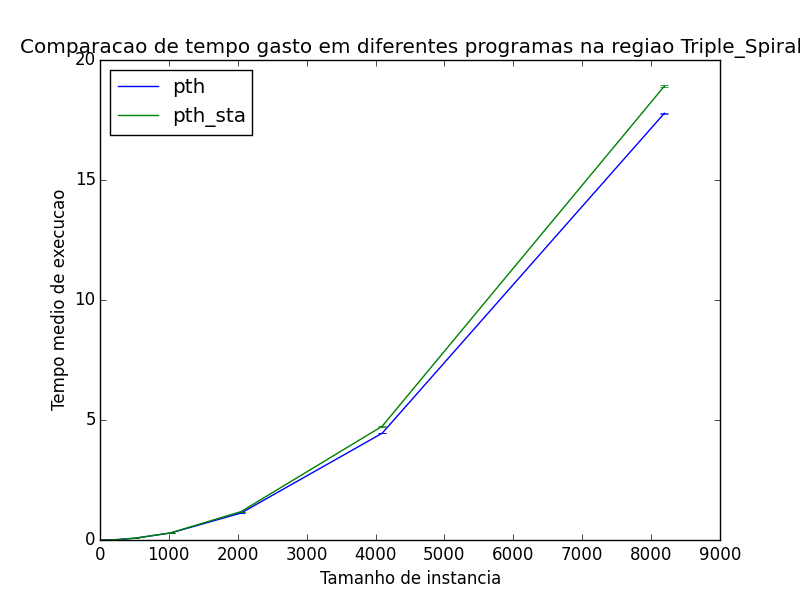 Comparacao de tempo gasto em diferentes programas na regiao Triple_Spiral
pth
pth_sta
Tempo medio de execucao
20
15
10
5
0
0 1000 2000 3000 4000 5000 6000 7000 8000 9000
Tamanho de instancia